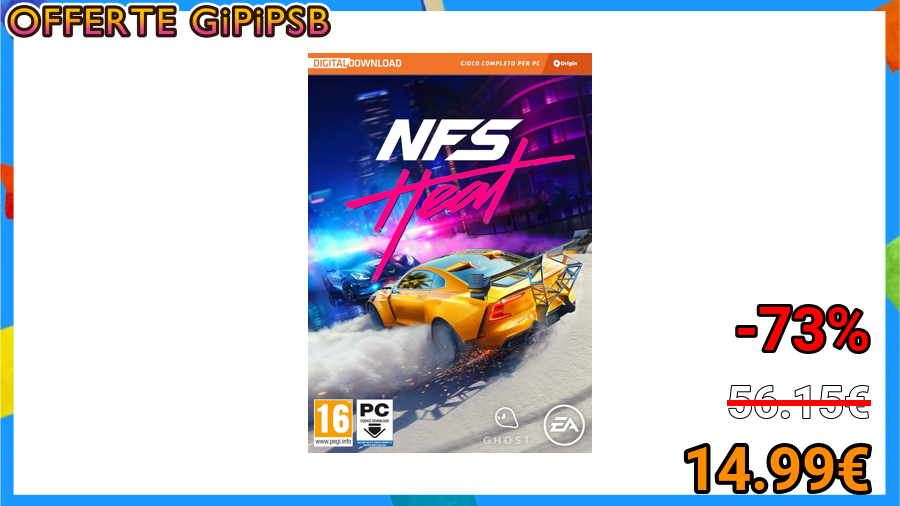 OFFERTE GiPiPSB
DIGITAL DOWNLOAD
GIOCO COMPLETO PER PC
Origin
NFS
Heat
-73%
56.15€
14.99€
16
www.pegi.info
PC
CODICE DOWNLOAD
GHOST
EA